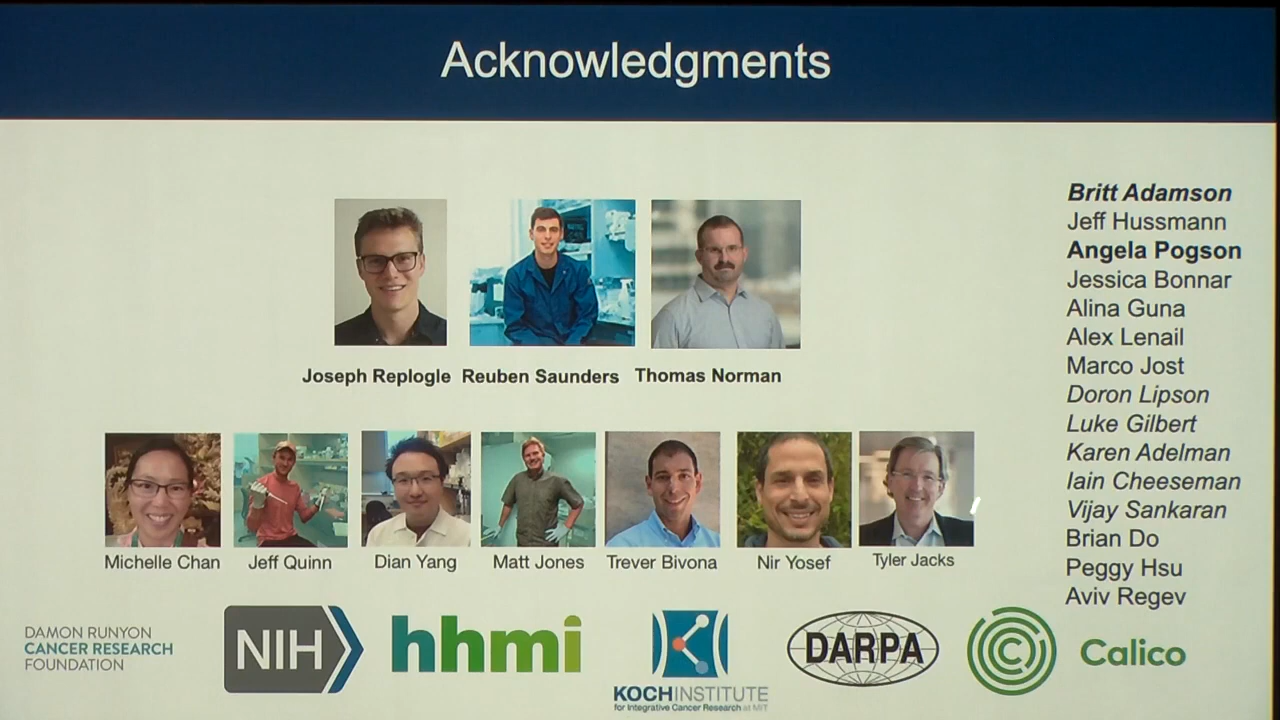 Acknowledgments
Joseph Replogle
Reuben Saunders
Thomas Norman
Michelle Chan
Jeff Quinn
Dian Yang
Matt Jones
Trever Bivona
Nir Yosef
Tyler Jacks
Britt Adamson
Jeff Hussmann
Angela Pogson
Jessica Bonnar
Alina Guna
Alex Lenail
Marco Jost
Doron Lipson
Luke Gilbert
Karen Adelman
Iain Cheeseman
Vijay Sankaran
Brian Do
Peggy Hsu
Aviv Regev
DAMON RUNYON
CANCER RESEARCH
FOUNDATION
NIH
hhmi
KOCH INSTITUTE
for Integrative Cancer Research at MIT
DARPA
Calico